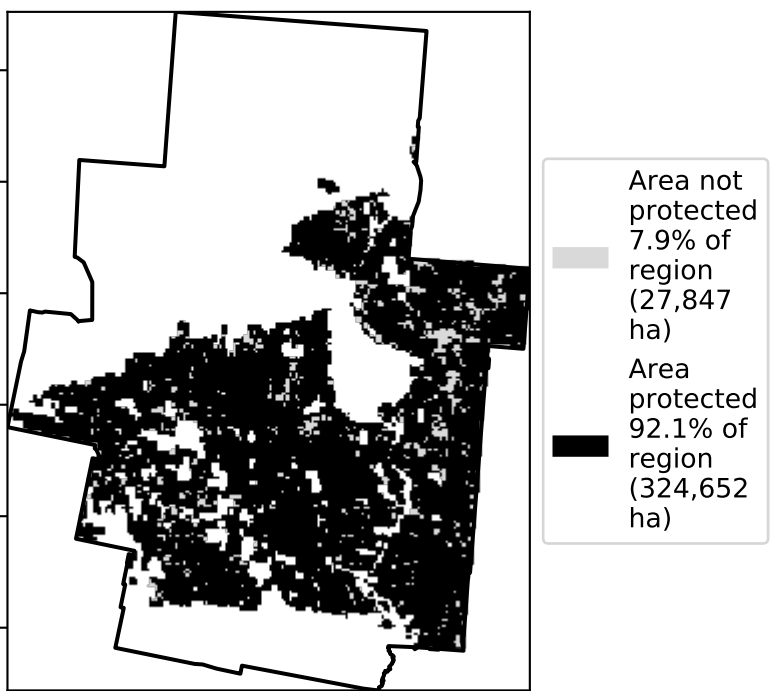 Area not
protected
7.9% of
region
(27,847
ha)
Area
protected
92.1% of
region
(324,652
ha)